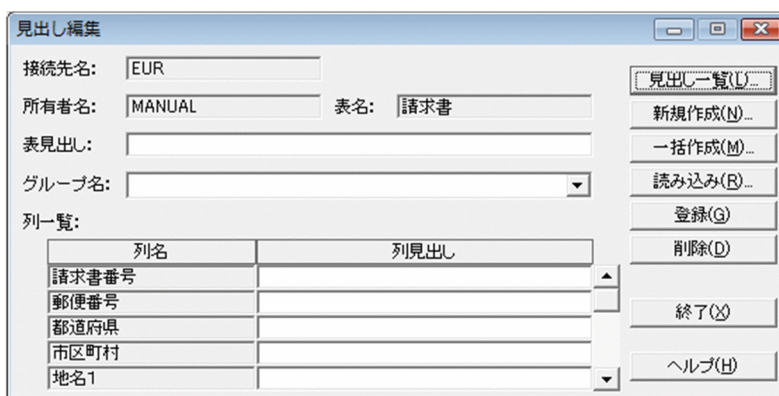 見出し編集
接続先名: EUR
見出し一覧(L)...
所有者名: MANUAL 表名: 請求書
新規作成(N)...
表見出し:
一括作成(M)...
グループ名:
読み込み(R)...
列一覧:
登録(G)
列名 列見出し
削除(D)
請求書番号
郵便番号
終了(X)
都道府県
市区町村
ヘルプ(H)
地名1